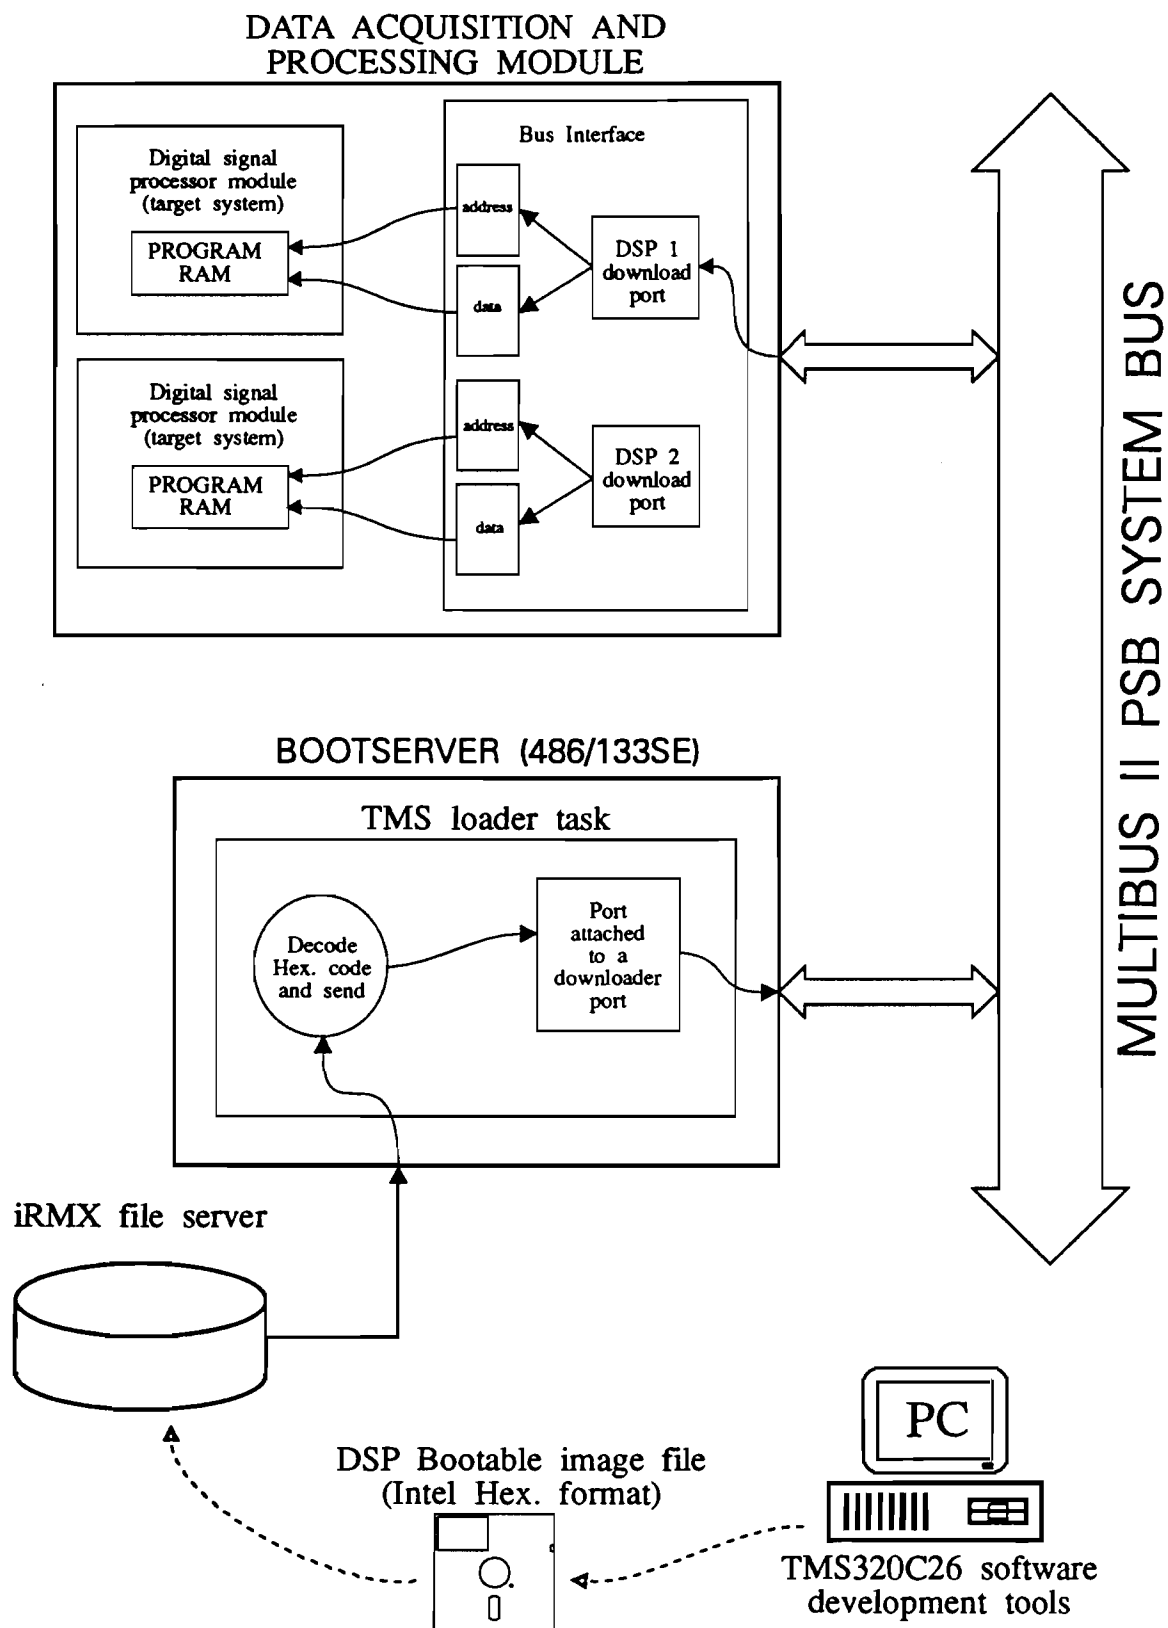 DATA ACQUISITION AND
PROCESSING MODULE
Bus Interface
Digital signal
processor module
(target system)
PROGRAM
RAM
address
data
DSP 1
download
port
Digital signal
processor module
(target system)
PROGRAM
RAM
address
data
DSP 2
download
port
MULTIBUS II PSB SYSTEM BUS
BOOTSERVER (486/133SE)
TMS loader task
Decode
Hex. code
and send
Port
attached
to a
downloader
port
iRMX file server
PC
DSP Bootable image file
(Intel Hex. format)
TMS320C26 software
development tools